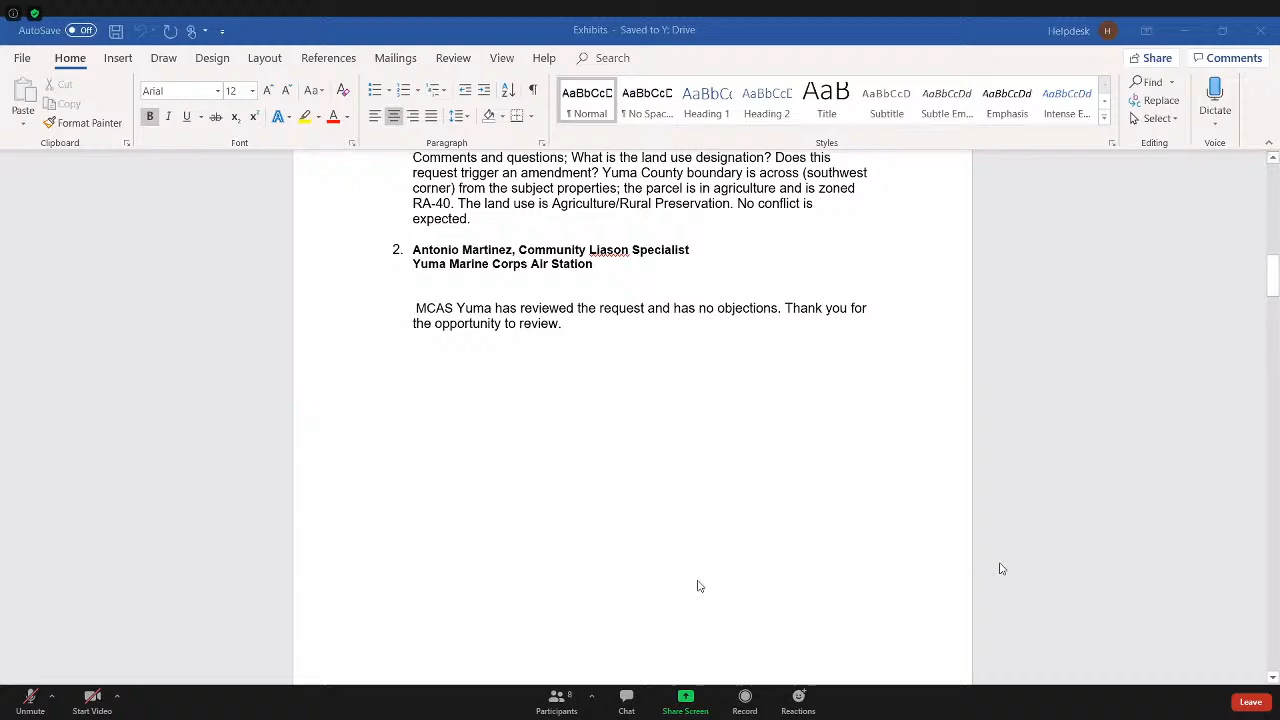 AutoSave Off Exhibits - Saved to Y: Drive Helpdesk H
File Home Insert Draw Design Layout References Mailings Review View Help Search Share Comments
Paste Cut Copy Format Painter Clipboard
Arial 12 Font
Paragraph
AaBbCcD AaBbCcD AaBbC AaBbCcD AaB AaBbCcD AaBbCcDd AaBbCcDd AaBbCcDd
¶ Normal ¶ No Spac... Heading 1 Heading 2 Title Subtitle Subtle Em... Emphasis Intense E...
Styles
Find Replace Select Editing
Dictate Voice
Comments and questions; What is the land use designation? Does this
request trigger an amendment? Yuma County boundary is across (southwest
corner) from the subject properties; the parcel is in agriculture and is zoned
RA-40. The land use is Agriculture/Rural Preservation. No conflict is
expected.
2. Antonio Martinez, Community Liason Specialist
Yuma Marine Corps Air Station
MCAS Yuma has reviewed the request and has no objections. Thank you for
the opportunity to review.
Unmute Start Video Participants 8 Chat Share Screen Record Reactions Leave